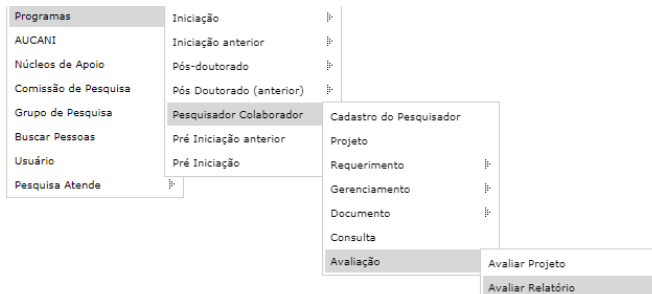 Programas
AUCANI
Núcleos de Apoio
Comissão de Pesquisa
Grupo de Pesquisa
Buscar Pessoas
Usuário
Pesquisa Atende
Iniciação
Iniciação anterior
Pós-doutorado
Pós Doutorado (anterior)
Pesquisador Colaborador
Pré Iniciação anterior
Pré Iniciação
Cadastro do Pesquisador
Projeto
Requerimento
Gerenciamento
Documento
Consulta
Avaliação
Avaliar Projeto
Avaliar Relatório